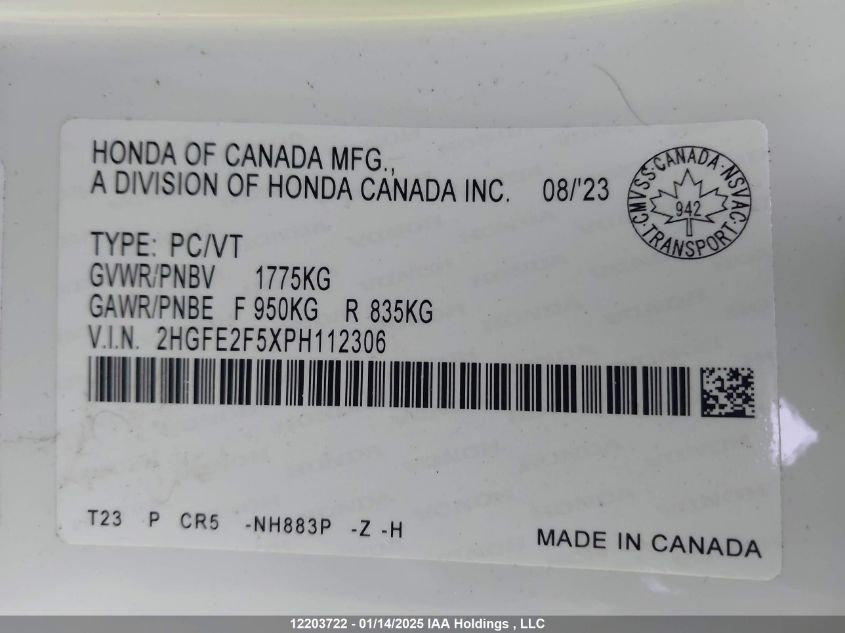 HONDA OF CANADA MFG.,
A DIVISION OF HONDA CANADA INC. 08/'23
CMVSS·CANADA·NSVAC·TRANSPORT·
942
TYPE: PC/VT
GVWR/PNBV 1775KG
GAWR/PNBE F 950KG R 835KG
V.I.N. 2HGFE2F5XPH112306
T23 P CR5 -NH883P -Z -H
MADE IN CANADA
12203722 - 01/14/2025 IAA Holdings , LLC